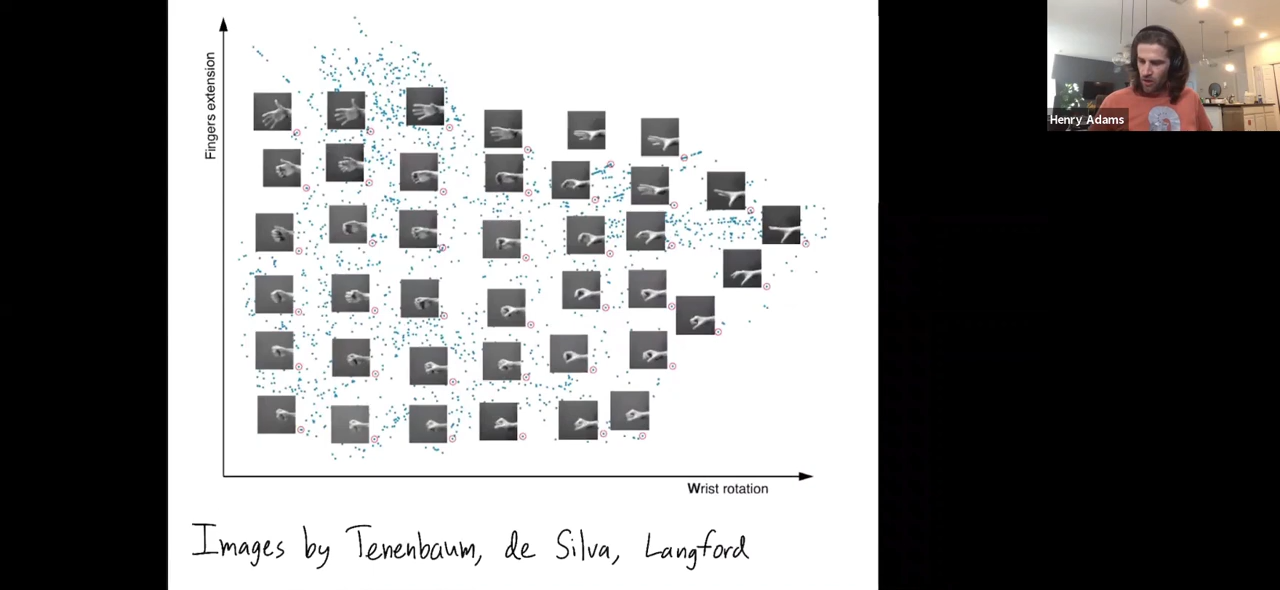 Fingers extension
Henry Adams
Wrist rotation
Images by Tenenbaum, de Silva, Langford